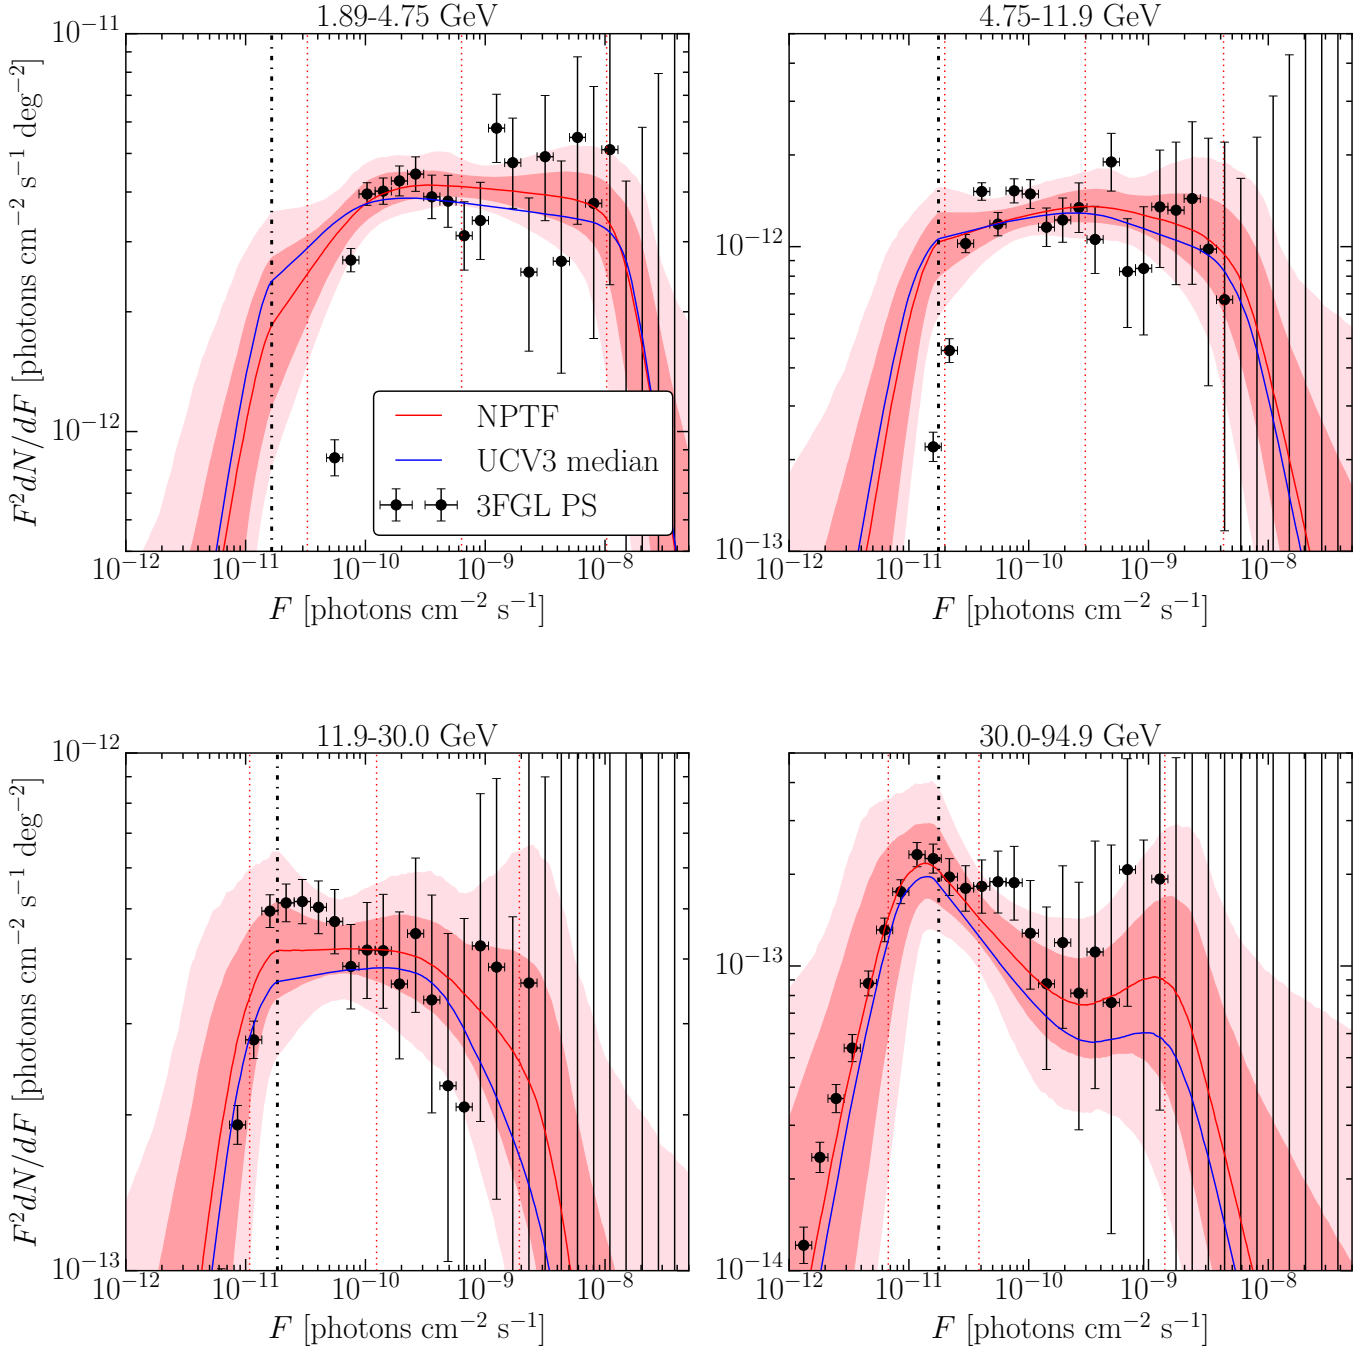 1.89-4.75 GeV
4.75-11.9 GeV
10⁻¹¹
10⁻¹²
F²dN/dF [photons cm⁻² s⁻¹ deg⁻²]
NPTF
UCV3 median
3FGL PS
10⁻¹² 10⁻¹¹ 10⁻¹⁰ 10⁻⁹ 10⁻⁸
F [photons cm⁻² s⁻¹]
10⁻¹²
10⁻¹³
10⁻¹² 10⁻¹¹ 10⁻¹⁰ 10⁻⁹ 10⁻⁸
F [photons cm⁻² s⁻¹]
11.9-30.0 GeV
30.0-94.9 GeV
10⁻¹²
10⁻¹³
F²dN/dF [photons cm⁻² s⁻¹ deg⁻²]
10⁻¹² 10⁻¹¹ 10⁻¹⁰ 10⁻⁹ 10⁻⁸
F [photons cm⁻² s⁻¹]
10⁻¹³
10⁻¹⁴
10⁻¹² 10⁻¹¹ 10⁻¹⁰ 10⁻⁹ 10⁻⁸
F [photons cm⁻² s⁻¹]